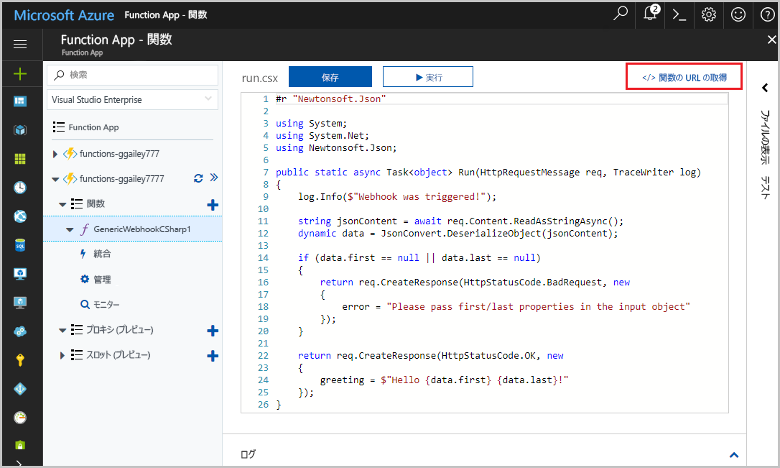 Microsoft Azure Function App - 関数
2
Function App - 関数
Function App
検索
Visual Studio Enterprise
Function App
functions-ggailey777
functions-ggailey7777
関数
GenericWebhookCSharp1
統合
管理
モニター
プロキシ (プレビュー)
スロット (プレビュー)
run.csx 保存 実行 </> 関数の URL の取得
1 #r "Newtonsoft.Json"
2
3 using System;
4 using System.Net;
5 using Newtonsoft.Json;
6
7 public static async Task<object> Run(HttpRequestMessage req, TraceWriter log)
8 {
9 log.Info($"Webhook was triggered!");
10
11 string jsonContent = await req.Content.ReadAsStringAsync();
12 dynamic data = JsonConvert.DeserializeObject(jsonContent);
13
14 if (data.first == null || data.last == null)
15 {
16 return req.CreateResponse(HttpStatusCode.BadRequest, new
17 {
18 error = "Please pass first/last properties in the input object"
19 });
20 }
21
22 return req.CreateResponse(HttpStatusCode.OK, new
23 {
24 greeting = $"Hello {data.first} {data.last}!"
25 });
26 }
ログ
ファイルの表示
テスト